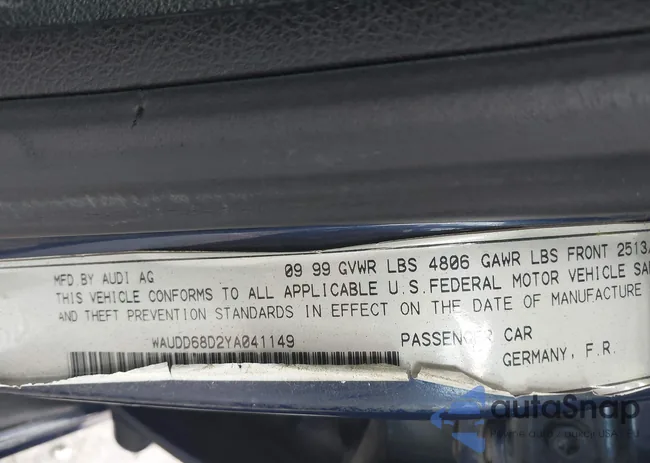 MFD.BY AUDI AG 09 99 GVWR LBS 4806 GAWR LBS FRONT 2513
THIS VEHICLE CONFORMS TO ALL APPLICABLE U.S.FEDERAL MOTOR VEHICLE SA
AND THEFT PREVENTION STANDARDS IN EFFECT ON THE DATE OF MANUFACTURE
WAUDD68D2YA041149 PASSENGER CAR
GERMANY, F.R.
autoSnap